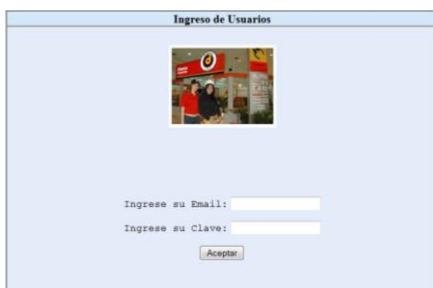 Ingreso de Usuarios
Ingrese su Email:
Ingrese su Clave:
Aceptar